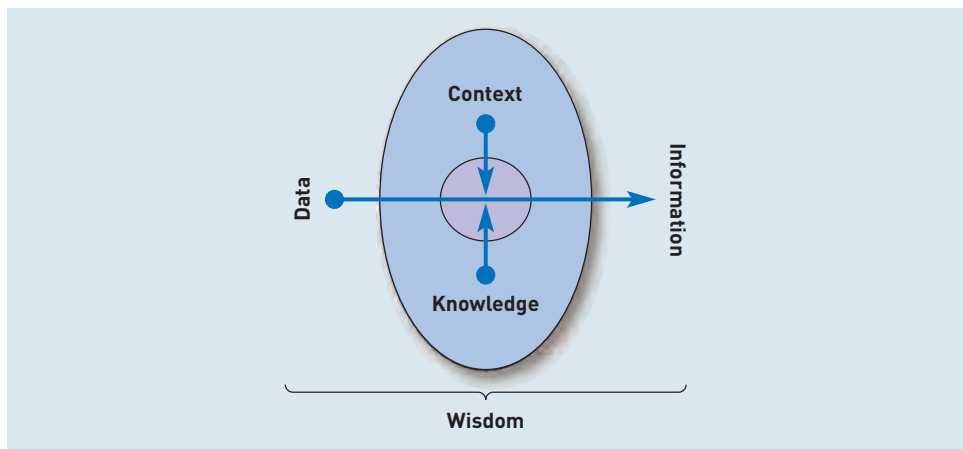 Context
Data
Information
Knowledge
Wisdom